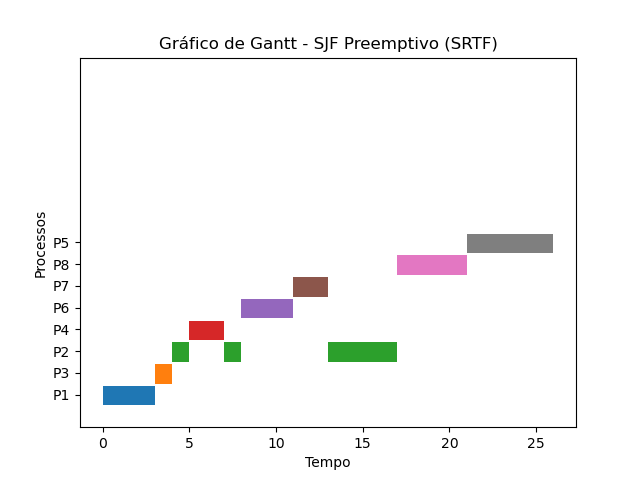 Gráfico de Gantt - SJF Preemptivo (SRTF)
Processos
P5
P8
P7
P6
P4
P2
P3
P1
0 5 10 15 20 25
Tempo